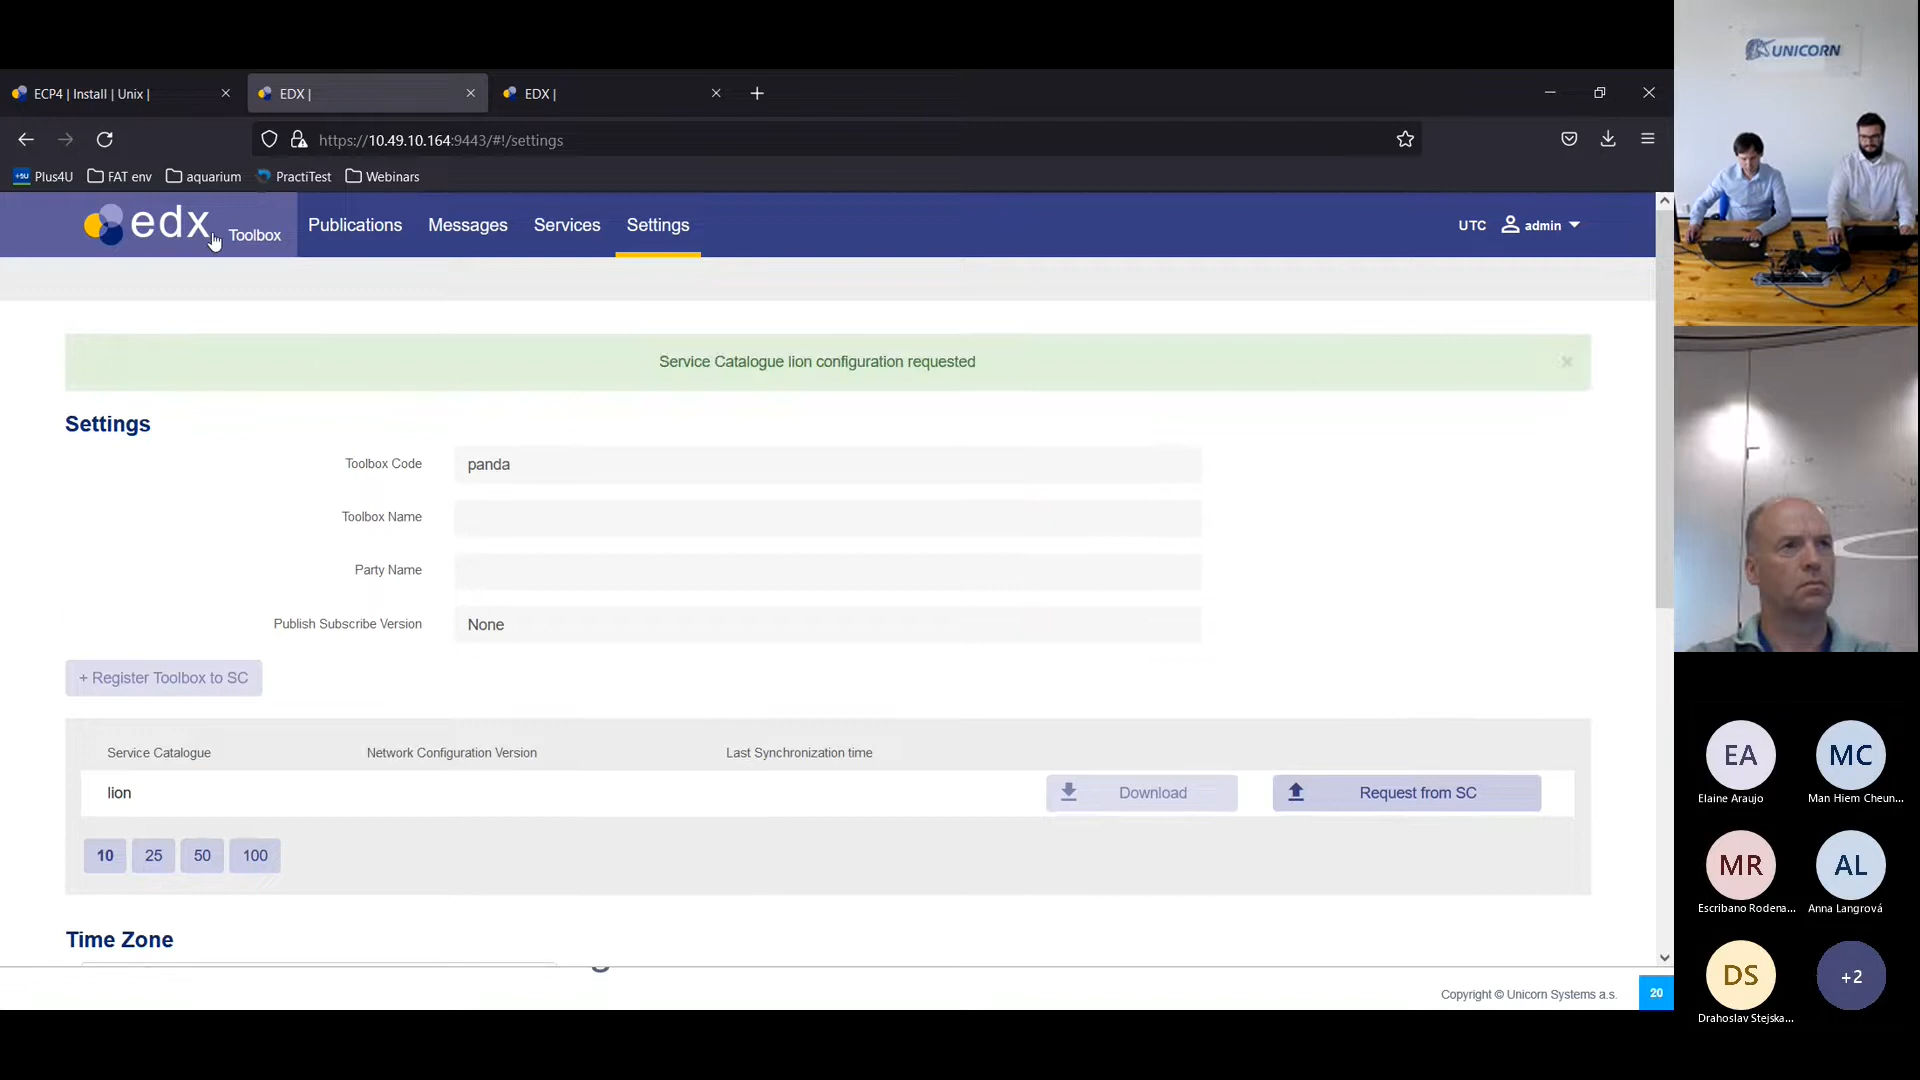 ECP4 | Install | Unix |
EDX |
EDX |
https://10.49.10.164:9443/#!/settings
Plus4U
FAT env
aquarium
PractiTest
Webinars
edx Toolbox
Publications
Messages
Services
Settings
UTC
admin
Service Catalogue lion configuration requested
Settings
Toolbox Code
panda
Toolbox Name
Party Name
Publish Subscribe Version
None
+ Register Toolbox to SC
Service Catalogue
Network Configuration Version
Last Synchronization time
lion
Download
Request from SC
10
25
50
100
Time Zone
Copyright © Unicorn Systems a.s.
20
UNICORN
EA
Elaine Araujo
MC
Man Hiem Cheun...
MR
Escribano Rodena...
AL
Anna Langrová
DS
Drahoslav Stejska...
+2